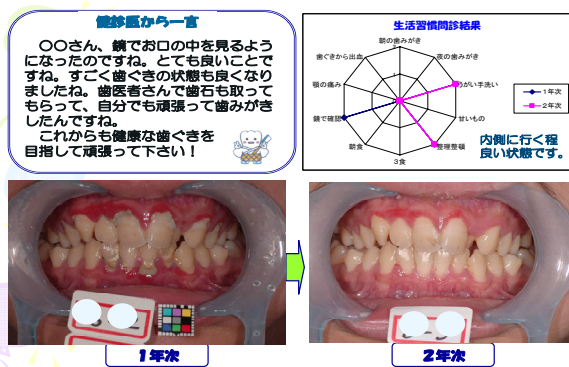 健診医から一言
○○さん、鏡でお口の中を見るよう
になったのですね。とても良いことで
すね。すごく歯ぐきの状態も良くなり
ましたね。歯医者さんで歯石も取って
もらって、自分でも頑張って歯みがき
したんですね。
これからも健康な歯ぐきを
目指して頑張って下さい！
生活習慣問診結果
朝の歯みがき
夜の歯みがき
うがい手洗い
甘いもの
整理整頓
3食
朝食
鏡で確認
顎の痛み
歯ぐきから出血
1年次
2年次
内側に行く程
良い状態です。
1年次
2年次